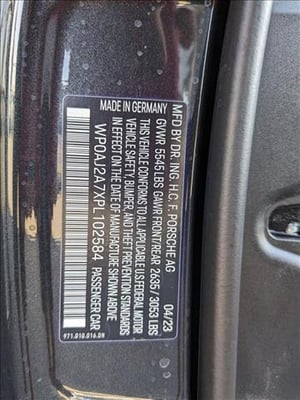 MFD BY DR. ING. H.C. F. PORSCHE AG 04/23
GVWR 5545 LBS GAWR FRONT/REAR 2635 / 3053 LBS
THIS VEHICLE CONFORMS TO ALL APPLICABLE US FEDERAL MOTOR
VEHICLE SAFETY, BUMPER, AND THEFT PREVENTION STANDARDS
IN EFFECT ON THE DATE OF MANUFACTURE SHOWN ABOVE
MADE IN GERMANY
WP0AJ2A7XPL102584 PASSENGER CAR
971.010.016.DN